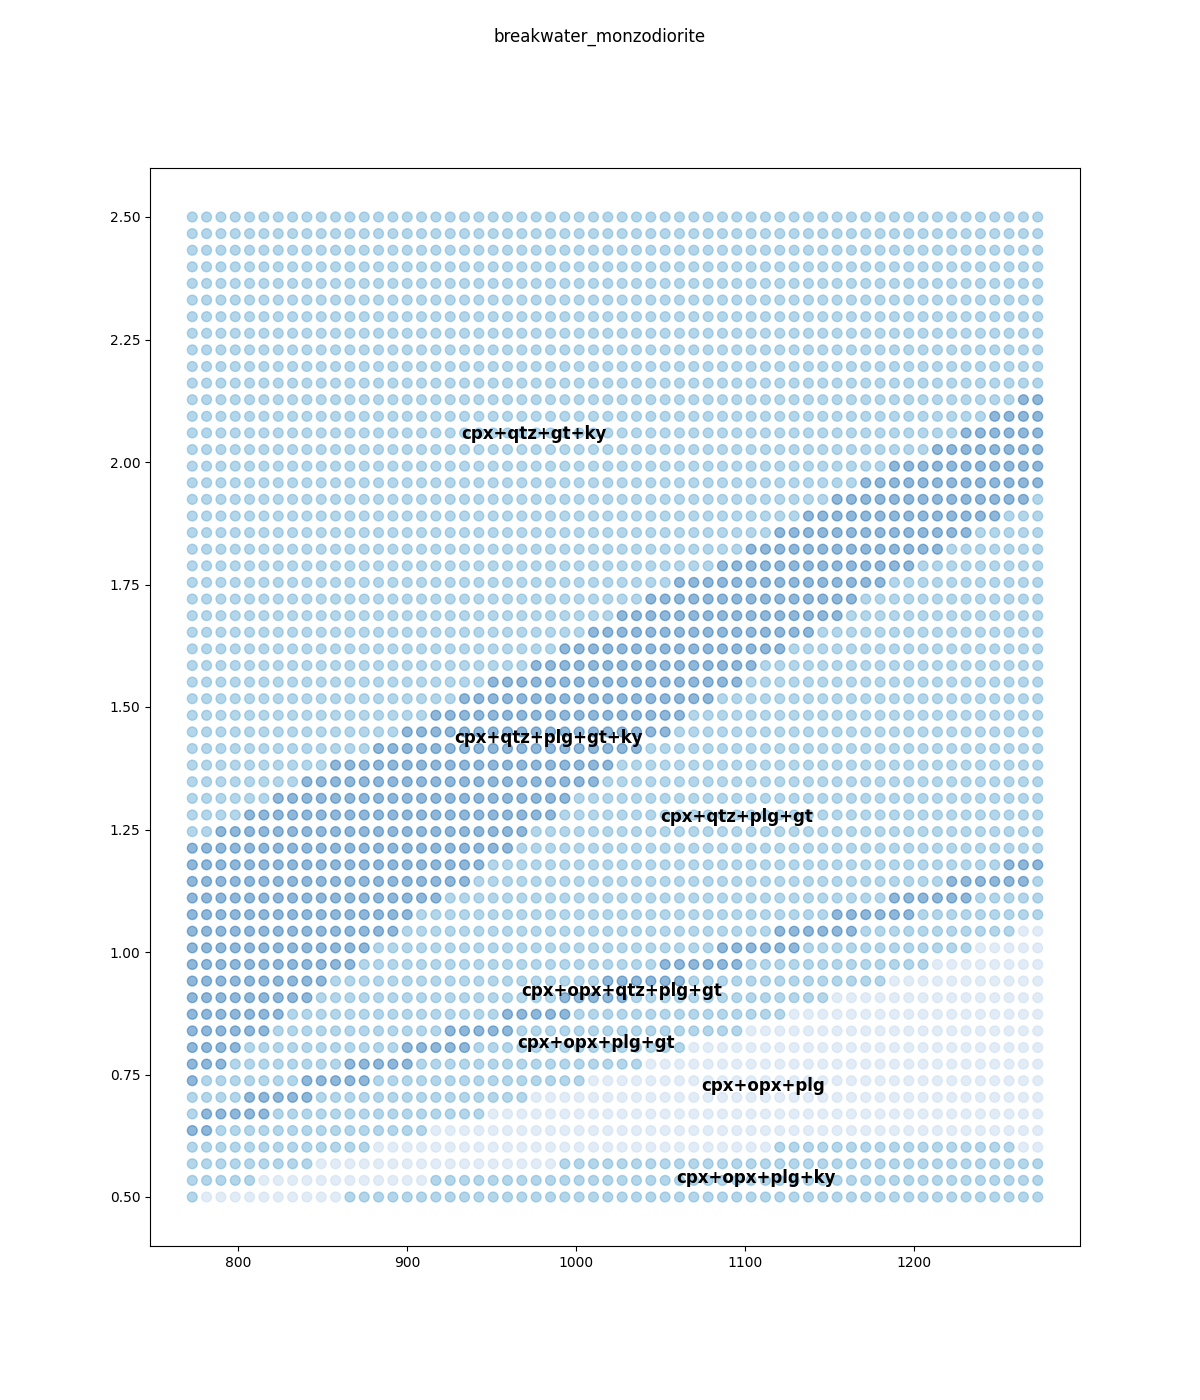 breakwater_monzodiorite
2.50
2.25
cpx+qtz+gt+ky
2.00
1.75
1.50
cpx+qtz+plg+gt+ky
cpx+qtz+plg+gt
1.25
1.00
cpx+opx+qtz+plg+gt
cpx+opx+plg+gt
0.75
cpx+opx+plg
cpx+opx+plg+ky
0.50
800 900 1000 1100 1200